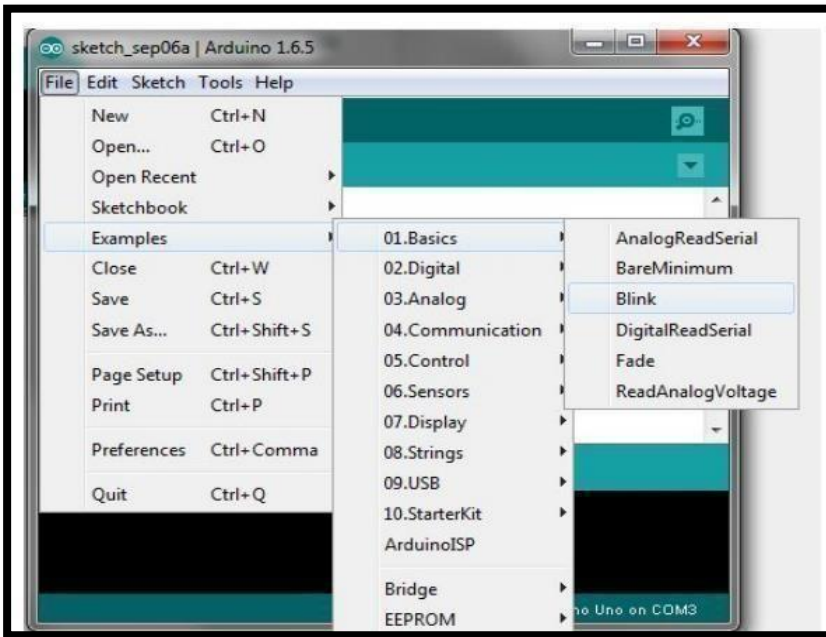 sketch_sep06a | Arduino 1.6.5
File Edit Sketch Tools Help
New Ctrl+N
Open... Ctrl+O
Open Recent
Sketchbook
Examples
Close Ctrl+W
Save Ctrl+S
Save As... Ctrl+Shift+S
Page Setup Ctrl+Shift+P
Print Ctrl+P
Preferences Ctrl+Comma
Quit Ctrl+Q
01.Basics
02.Digital
03.Analog
04.Communication
05.Control
06.Sensors
07.Display
08.Strings
09.USB
10.StarterKit
ArduinoISP
Bridge
EEPROM
AnalogReadSerial
BareMinimum
Blink
DigitalReadSerial
Fade
ReadAnalogVoltage
no Uno on COM3